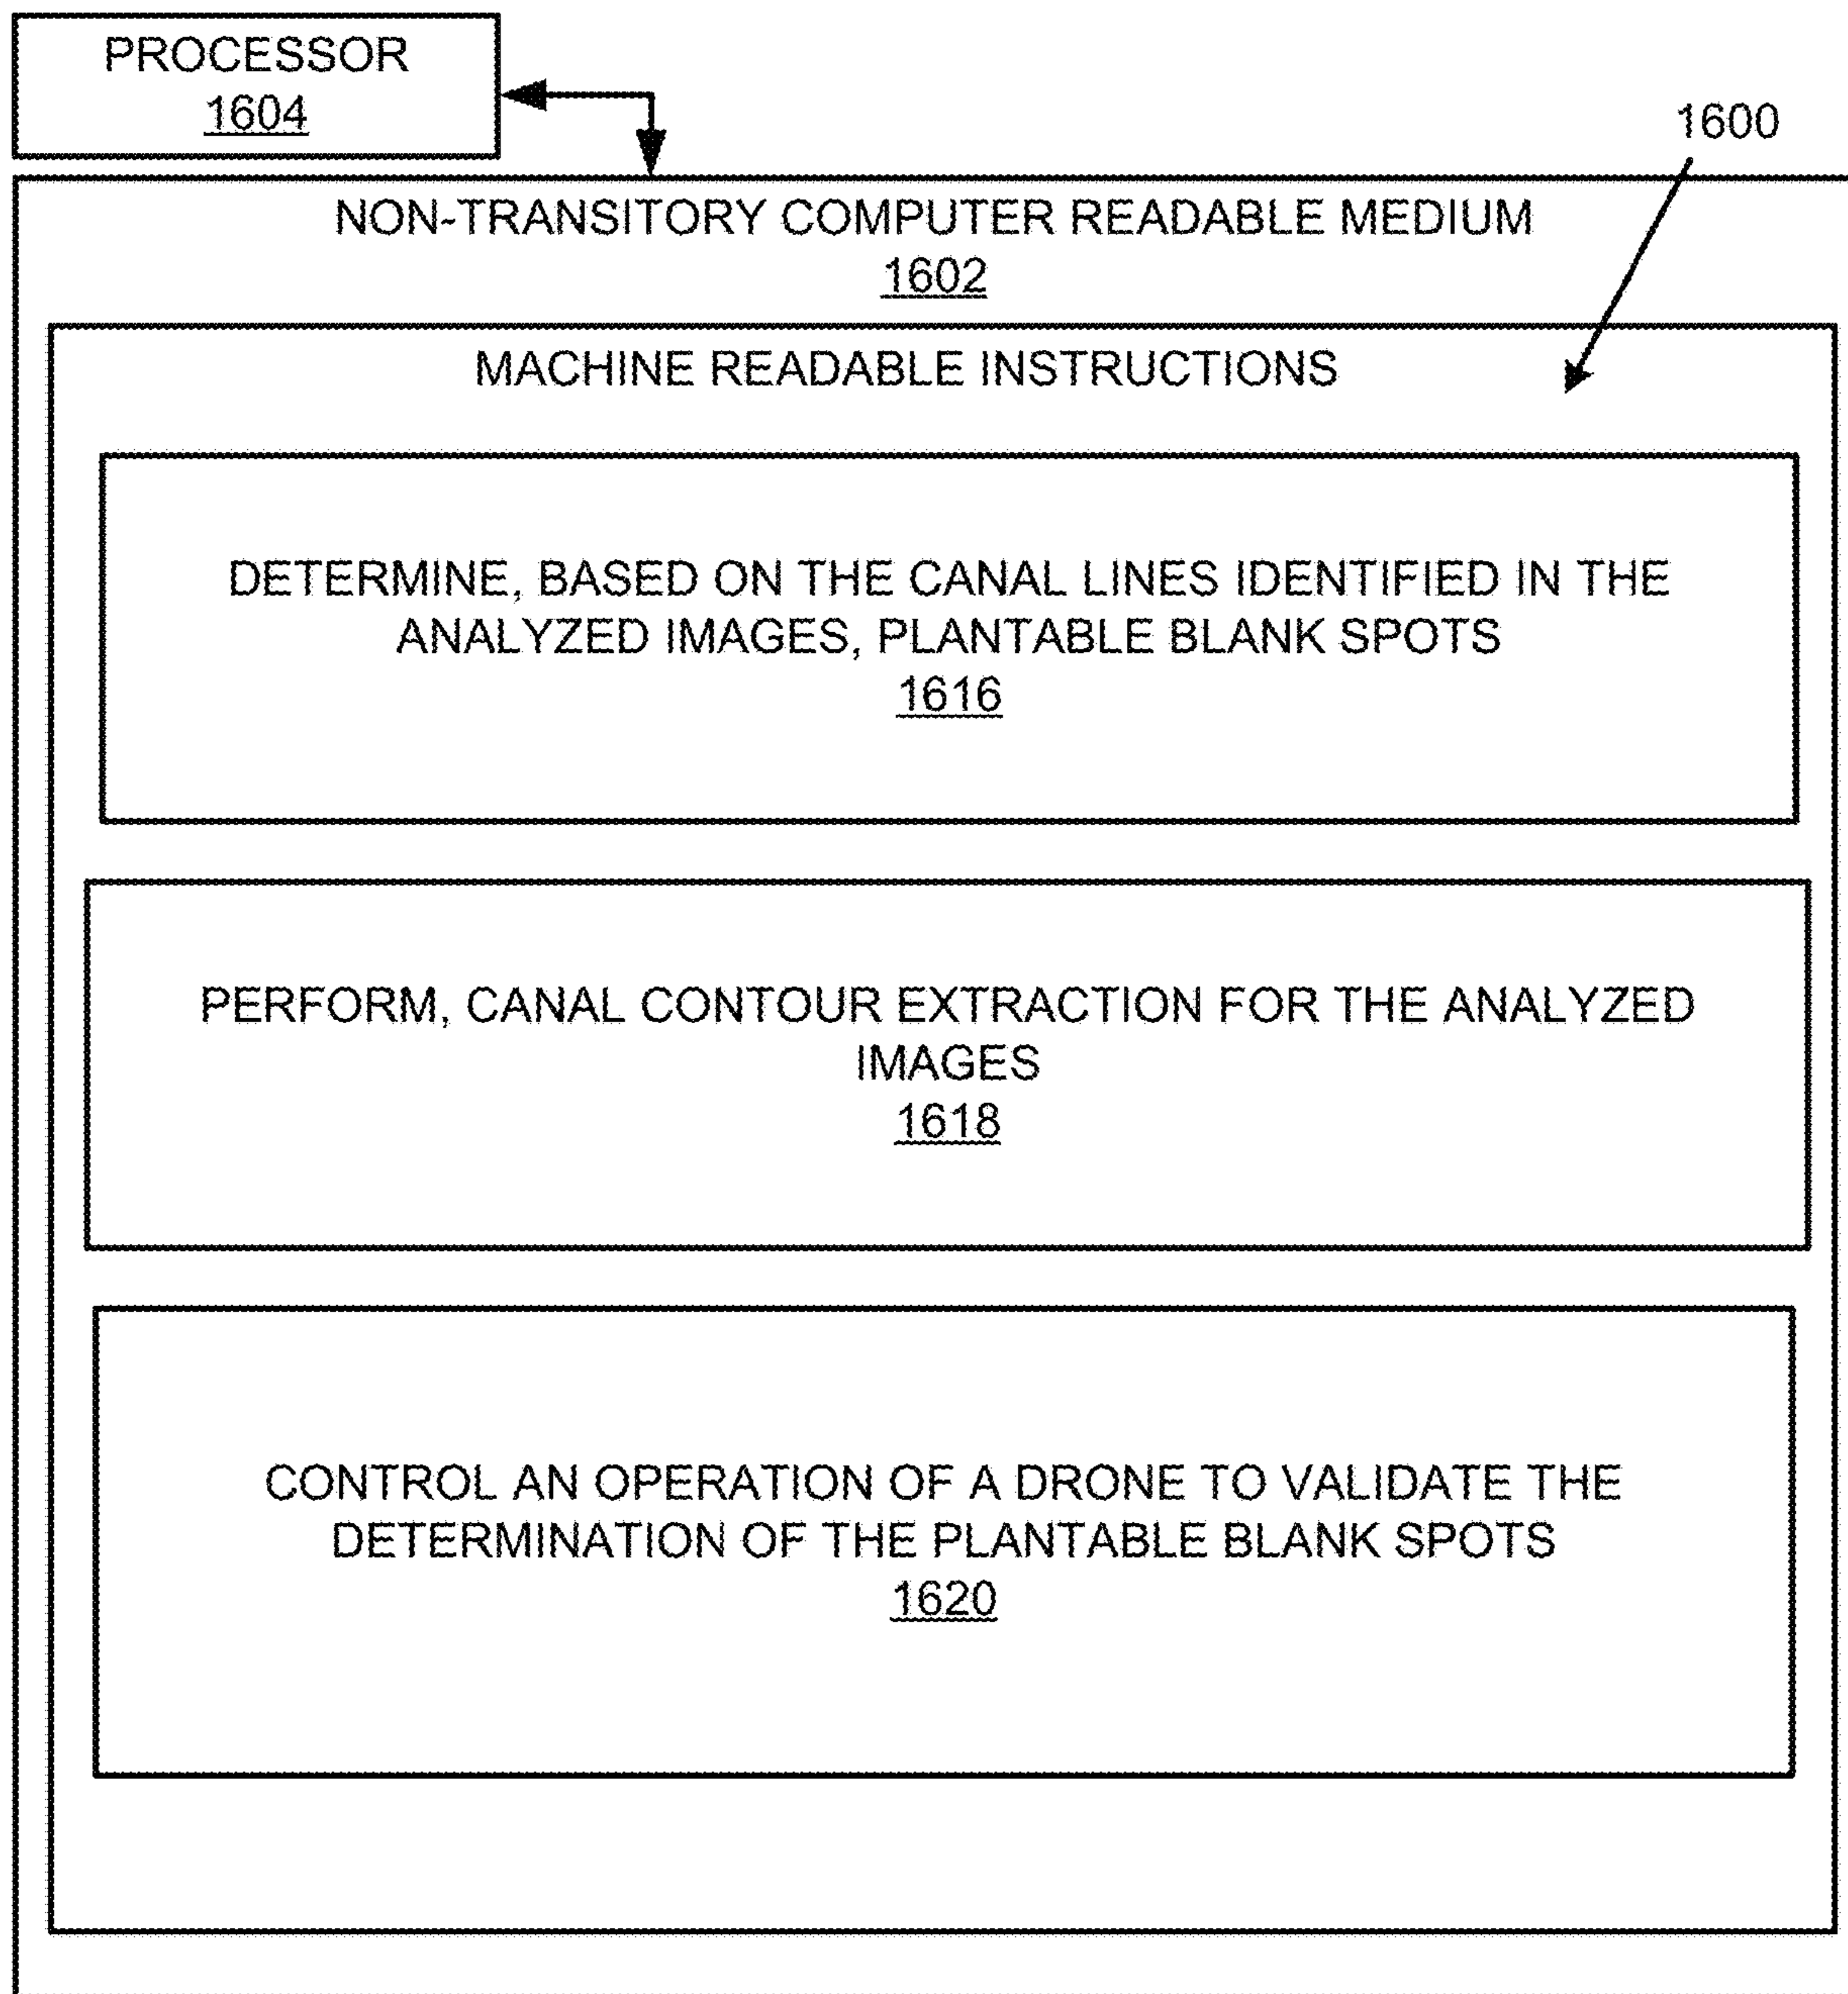 PROCESSOR
1604
1600
NON-TRANSITORY COMPUTER READABLE MEDIUM
1602
MACHINE READABLE INSTRUCTIONS
DETERMINE, BASED ON THE CANAL LINES IDENTIFIED IN THE
ANALYZED IMAGES, PLANTABLE BLANK SPOTS
1616
PERFORM, CANAL CONTOUR EXTRACTION FOR THE ANALYZED
IMAGES
1618
CONTROL AN OPERATION OF A DRONE TO VALIDATE THE
DETERMINATION OF THE PLANTABLE BLANK SPOTS
1620